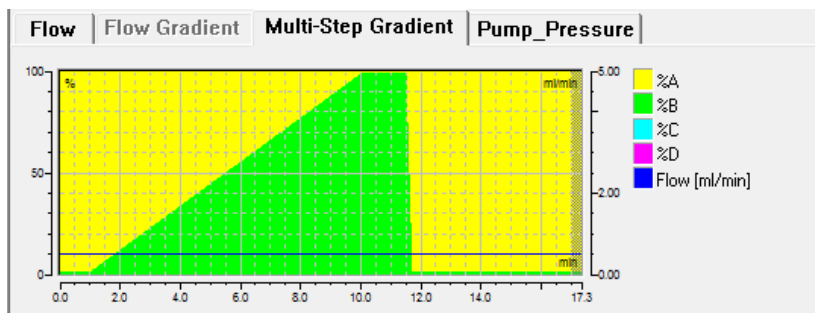 Flow Flow Gradient Multi-Step Gradient Pump_Pressure
100 % ml/min 5.00 %A
%B
%C
%D
50 2.00 Flow [ml/min]
0 min 0.00
0.0 2.0 4.0 6.0 8.0 10.0 12.0 14.0 17.3